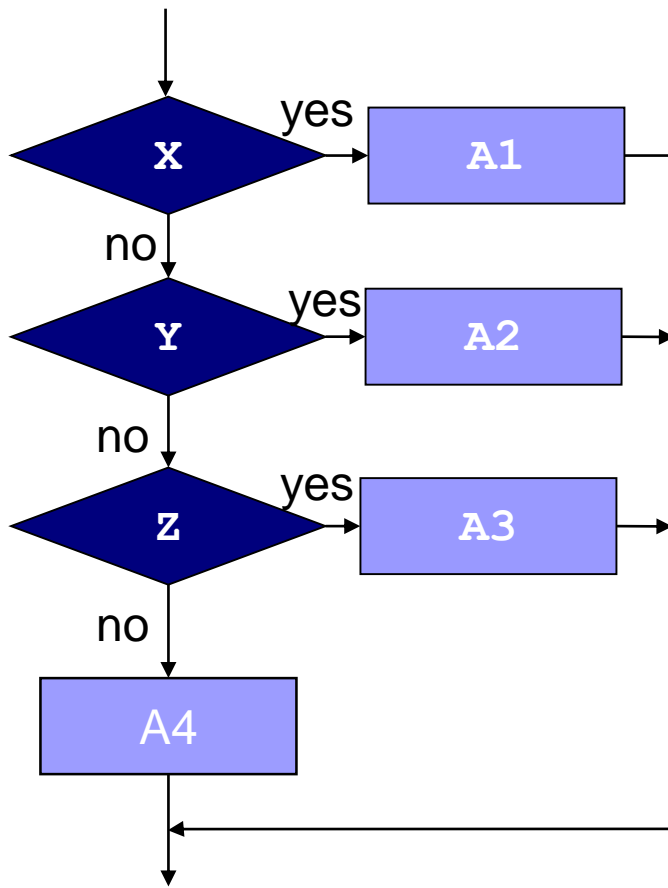 yes
X
A1
no
yes
Y
A2
no
yes
Z
A3
no
A4